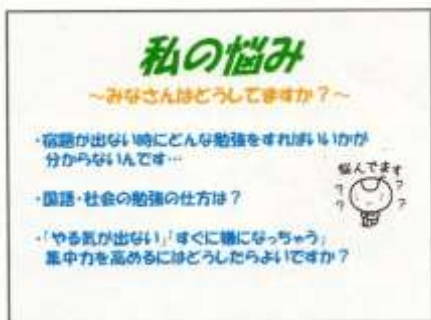 私の悩み
～みなさんはどうしてますか？～
・宿題が出ない時にどんな勉強をすればいいかが
分からないんです…
・国語・社会の勉強の仕方は？
・「やる気が出ない」「すぐに嫌になっちゃう」
集中力を高めるにはどうしたらよいですか？
悩んでます
? ?
? ?